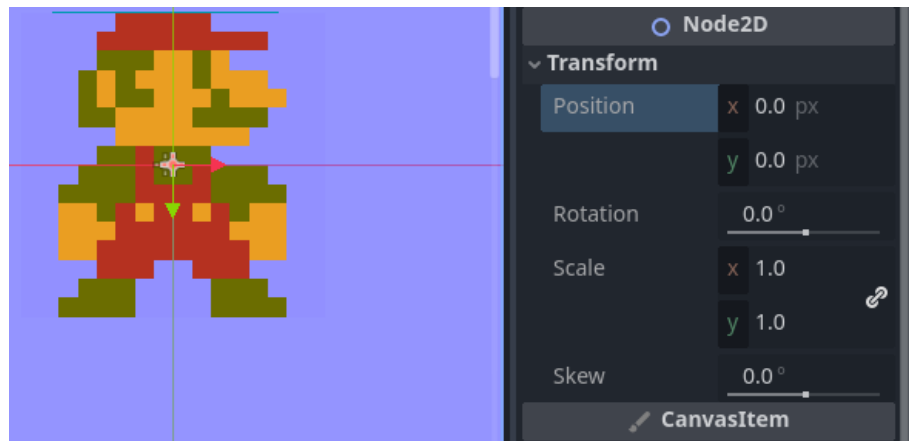 Node2D
Transform
Position x 0.0 px
y 0.0 px
Rotation 0.0 °
Scale x 1.0
y 1.0
Skew 0.0 °
CanvasItem